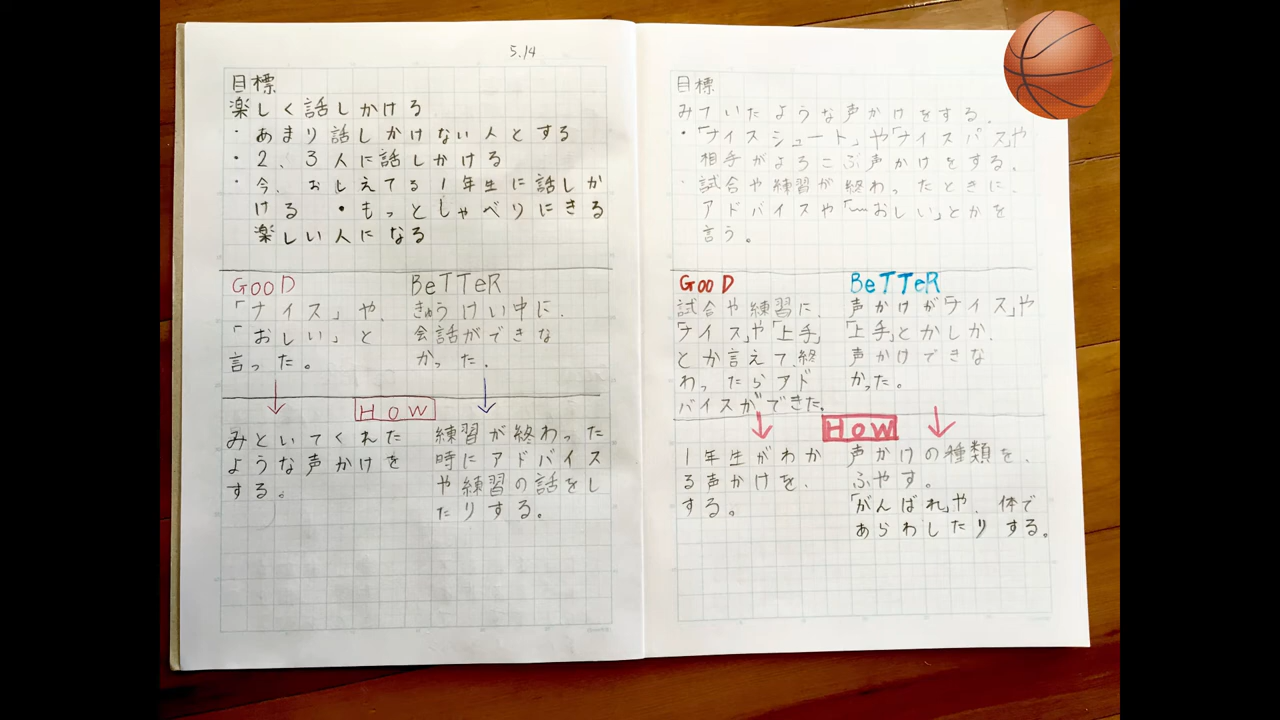 5.14
目標
楽しく話しかける
・あまり話しかけない人とする
・2、3人に話しかける
・今、おしえてる1年生に話しか
ける ・もっとしゃべりにきる
楽しい人になる
GooD
「ナイス」や、
「おしい」と
言った。
BeTTeR
きゅうけい中に、
会話ができな
かった。
HoW
みといてくれた
ような声かけを
する。
練習が終わった
時にアドバイス
や練習の話をし
たりする。
目標
みていたような声かけをする。
・「ナイスシュート」や「ナイスパス」や
相手がよろこぶ声かけをする。
・試合や練習が終わったときに、
アドバイスや「〜おしい」とかを
言う。
GooD
試合や練習に、
「ナイス」や「上手」
とか言えて、終
わったらアド
バイスができた。
BeTTeR
声かけが「ナイス」や
「上手」とかしか、
声かけできな
かった。
HoW
1年生がわか
る声かけを、
する。
声かけの種類を、
ふやす。
「がんばれ」や、体で
あらわしたりする。